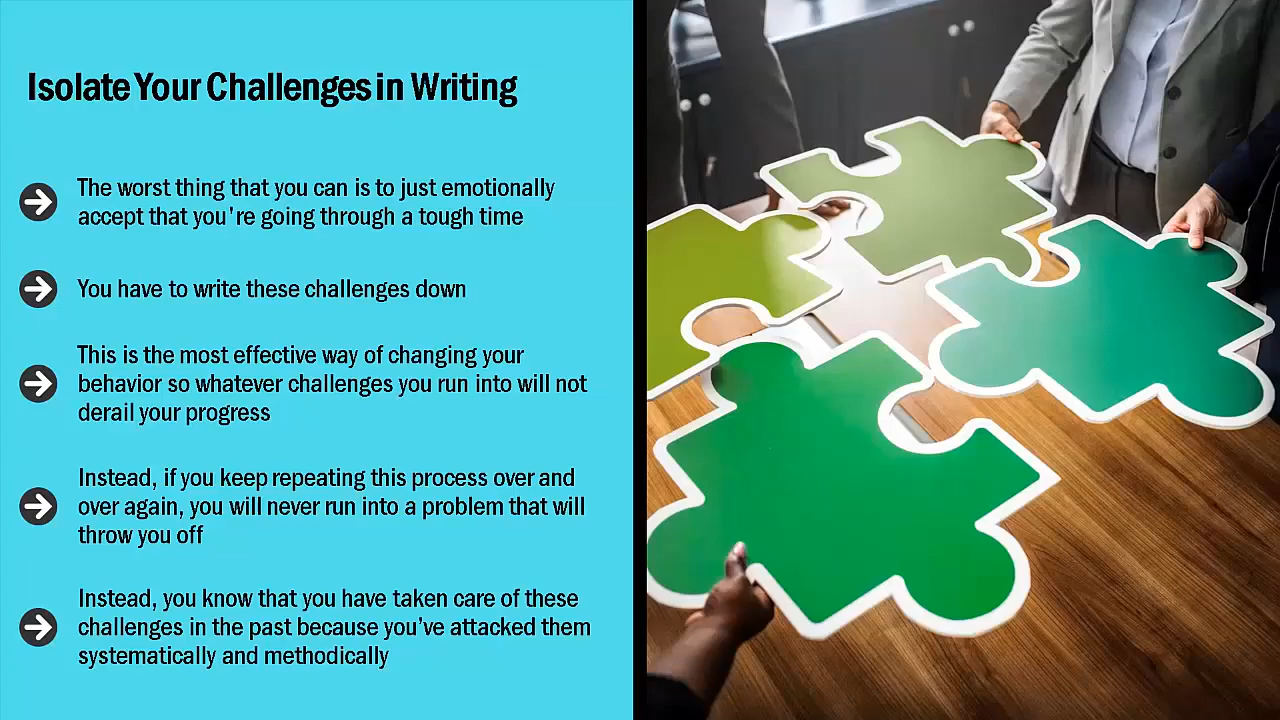 Isolate Your Challenges in Writing
The worst thing that you can is to just emotionally
accept that you're going through a tough time
You have to write these challenges down
This is the most effective way of changing your
behavior so whatever challenges you run into will not
derail your progress
Instead, if you keep repeating this process over and
over again, you will never run into a problem that will
throw you off
Instead, you know that you have taken care of these
challenges in the past because you've attacked them
systematically and methodically